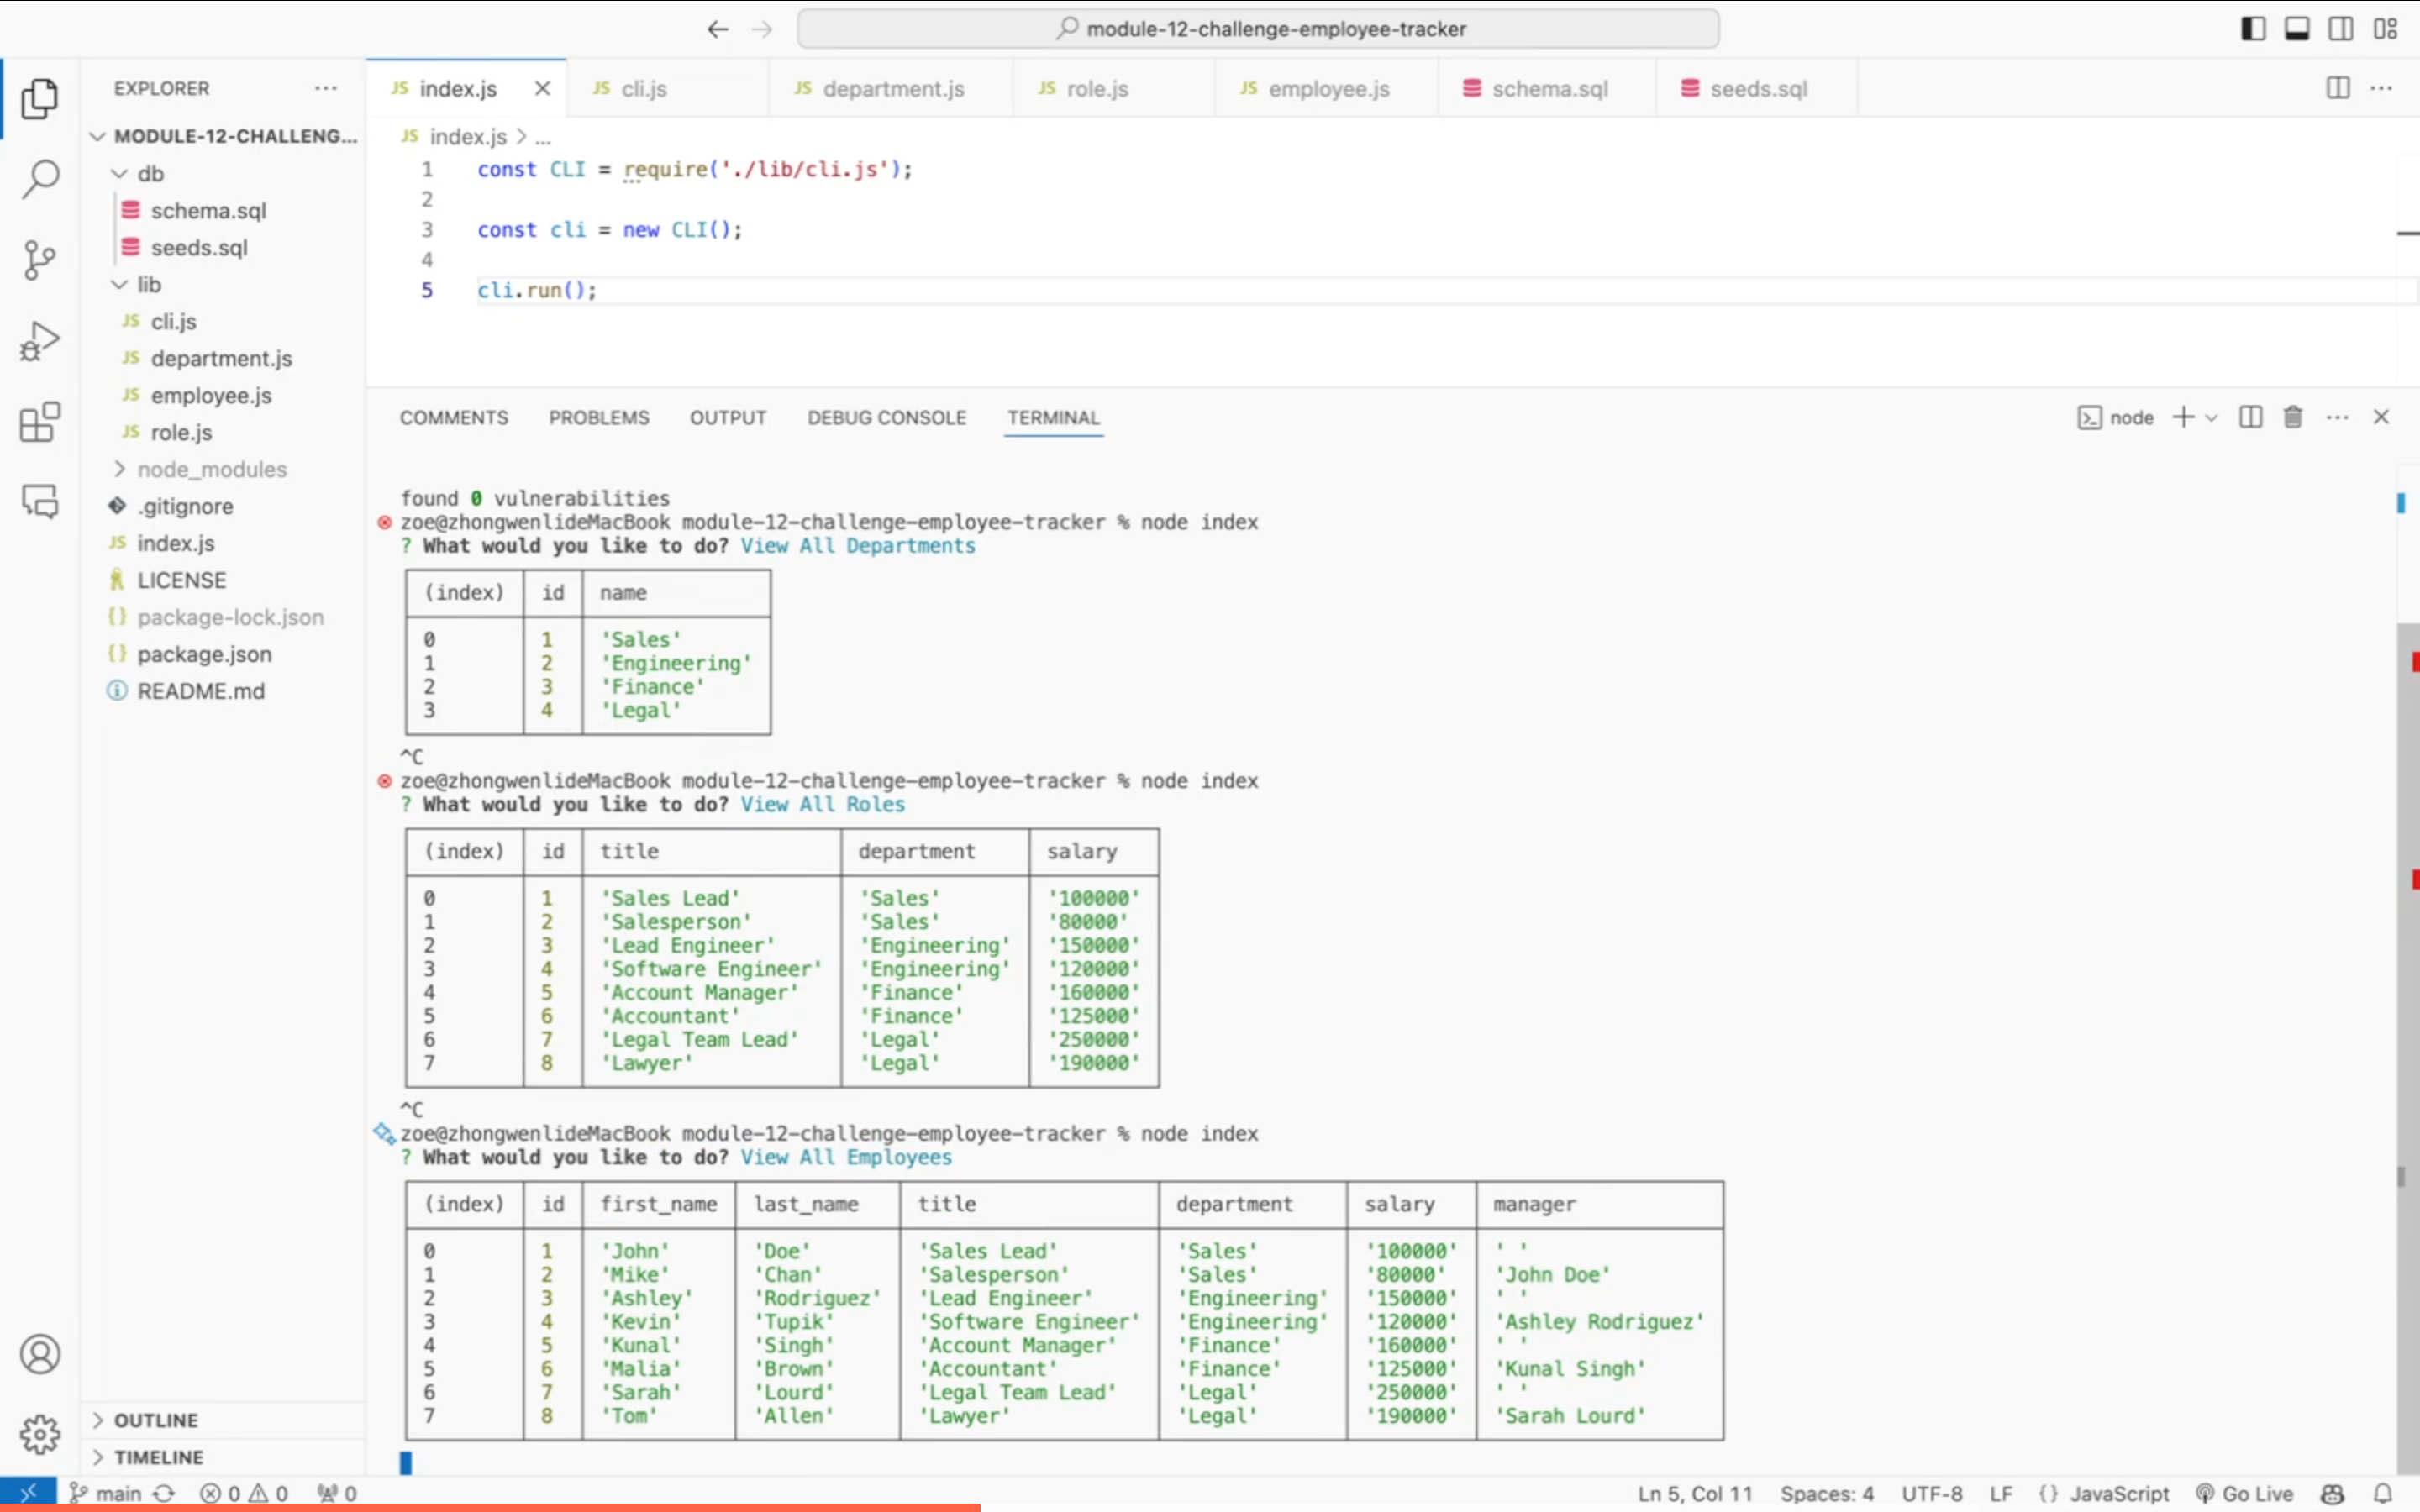 module-12-challenge-employee-tracker
EXPLORER
MODULE-12-CHALLENG...
db
schema.sql
seeds.sql
lib
JS cli.js
JS department.js
JS employee.js
JS role.js
node_modules
.gitignore
JS index.js
LICENSE
{} package-lock.json
{} package.json
README.md
OUTLINE
TIMELINE
JS index.js
JS cli.js
JS department.js
JS role.js
JS employee.js
schema.sql
seeds.sql
JS index.js > ...
1 const CLI = require('./lib/cli.js');
2
3 const cli = new CLI();
4
5 cli.run();
COMMENTS PROBLEMS OUTPUT DEBUG CONSOLE TERMINAL
node
found 0 vulnerabilities
zoe@zhongwenlideMacBook module-12-challenge-employee-tracker % node index
? What would you like to do? View All Departments
(index) id name
0 1 'Sales'
1 2 'Engineering'
2 3 'Finance'
3 4 'Legal'
^C
zoe@zhongwenlideMacBook module-12-challenge-employee-tracker % node index
? What would you like to do? View All Roles
(index) id title department salary
0 1 'Sales Lead' 'Sales' '100000'
1 2 'Salesperson' 'Sales' '80000'
2 3 'Lead Engineer' 'Engineering' '150000'
3 4 'Software Engineer' 'Engineering' '120000'
4 5 'Account Manager' 'Finance' '160000'
5 6 'Accountant' 'Finance' '125000'
6 7 'Legal Team Lead' 'Legal' '250000'
7 8 'Lawyer' 'Legal' '190000'
^C
zoe@zhongwenlideMacBook module-12-challenge-employee-tracker % node index
? What would you like to do? View All Employees
(index) id first_name last_name title department salary manager
0 1 'John' 'Doe' 'Sales Lead' 'Sales' '100000' ' '
1 2 'Mike' 'Chan' 'Salesperson' 'Sales' '80000' 'John Doe'
2 3 'Ashley' 'Rodriguez' 'Lead Engineer' 'Engineering' '150000' ' '
3 4 'Kevin' 'Tupik' 'Software Engineer' 'Engineering' '120000' 'Ashley Rodriguez'
4 5 'Kunal' 'Singh' 'Account Manager' 'Finance' '160000' ' '
5 6 'Malia' 'Brown' 'Accountant' 'Finance' '125000' 'Kunal Singh'
6 7 'Sarah' 'Lourd' 'Legal Team Lead' 'Legal' '250000' ' '
7 8 'Tom' 'Allen' 'Lawyer' 'Legal' '190000' 'Sarah Lourd'
main 0 0 0 Ln 5, Col 11 Spaces: 4 UTF-8 LF {} JavaScript Go Live